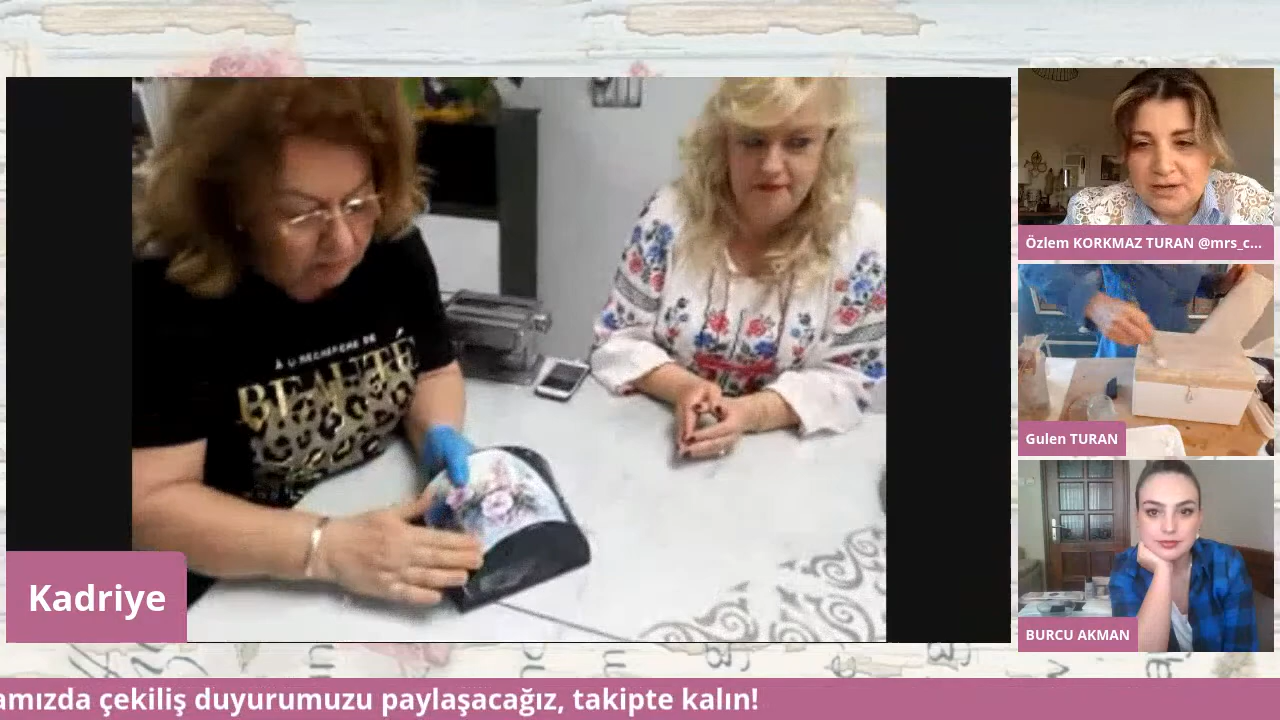 À LA RECHERCHE DE
BEAUTÉ
Kadriye
Özlem KORKMAZ TURAN @mrs_c...
Gulen TURAN
BURCU AKMAN
amızda çekiliş duyurumuzu paylaşacağız, takipte kalın!